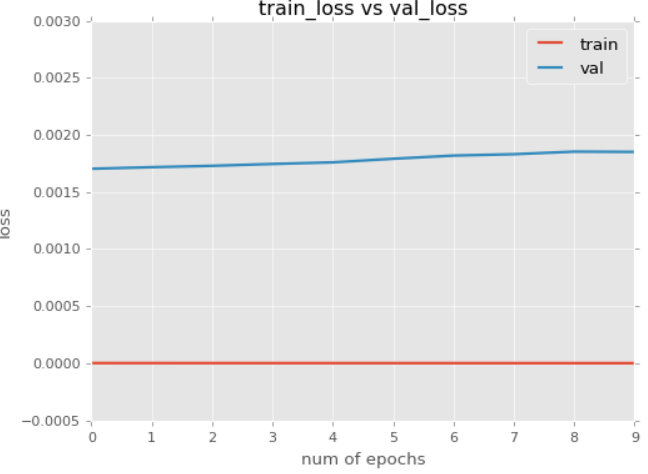 train_loss vs val_loss
0.0030
0.0025
0.0020
0.0015
0.0010
0.0005
0.0000
−0.0005
loss
train
val
0 1 2 3 4 5 6 7 8 9
num of epochs